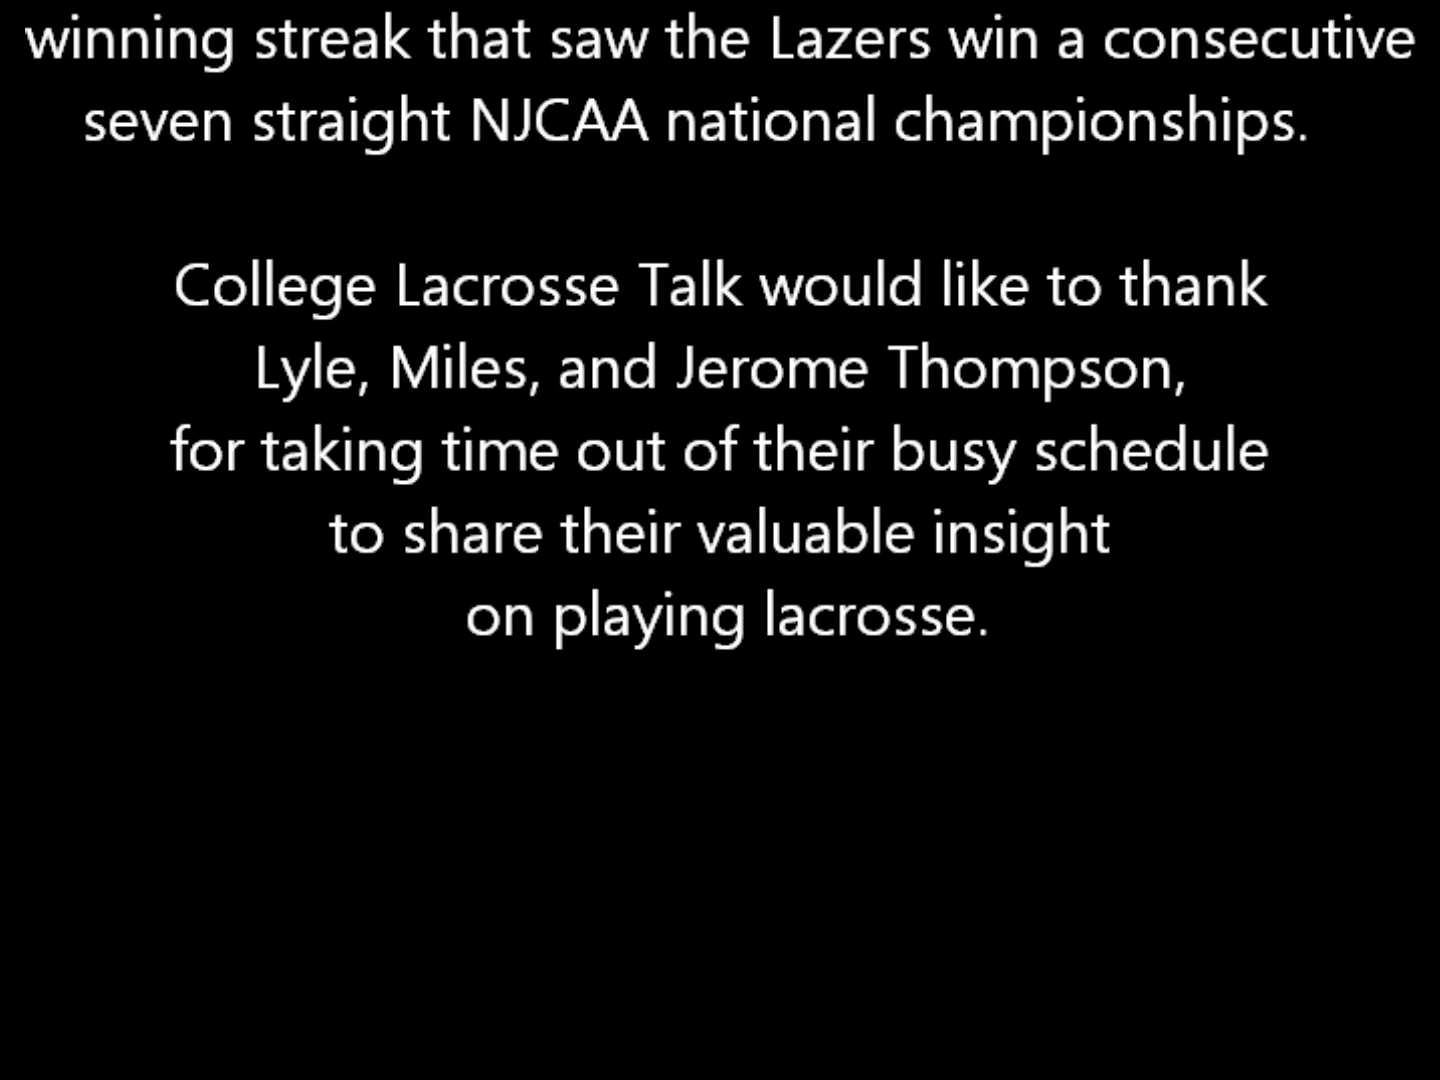 winning streak that saw the Lazers win a consecutive
seven straight NJCAA national championships.
College Lacrosse Talk would like to thank
Lyle, Miles, and Jerome Thompson,
for taking time out of their busy schedule
to share their valuable insight
on playing lacrosse.